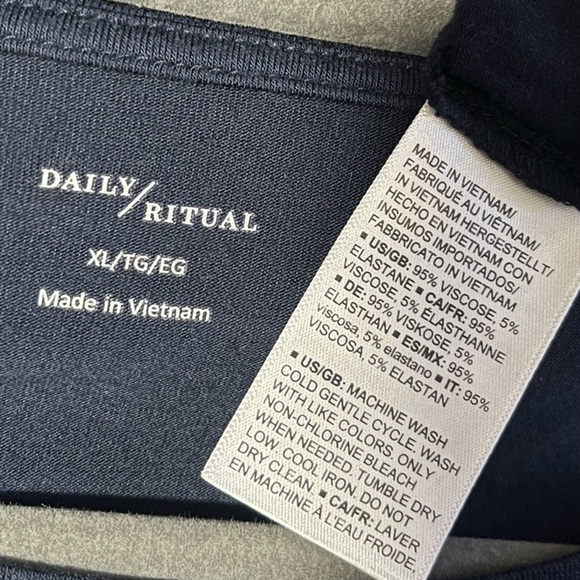 DAILY/
RITUAL
XL/TG/EG
Made in Vietnam
MADE IN VIETNAM/
FABRIQUÉ AU VIÊTNAM/
IN VIETNAM HERGESTELLT/
HECHO EN VIETNAM CON
INSUMOS IMPORTADOS/
FABBRICATO IN VIETNAM
■ US/GB: 95% VISCOSE, 5%
ELASTANE ■ CA/FR: 95%
VISCOSE, 5% ÉLASTHANNE
■ DE: 95% VISKOSE, 5%
ELASTHAN ■ ES/MX: 95%
viscosa, 5% elastano ■ IT: 95%
VISCOSA, 5% ELASTAN
■ US/GB: MACHINE WASH
COLD GENTLE CYCLE, WASH
WITH LIKE COLORS, ONLY
NON-CHLORINE BLEACH
WHEN NEEDED, TUMBLE DRY
LOW, COOL IRON, DO NOT
DRY CLEAN ■ CA/FR: LAVER
EN MACHINE À L'EAU FROIDE,